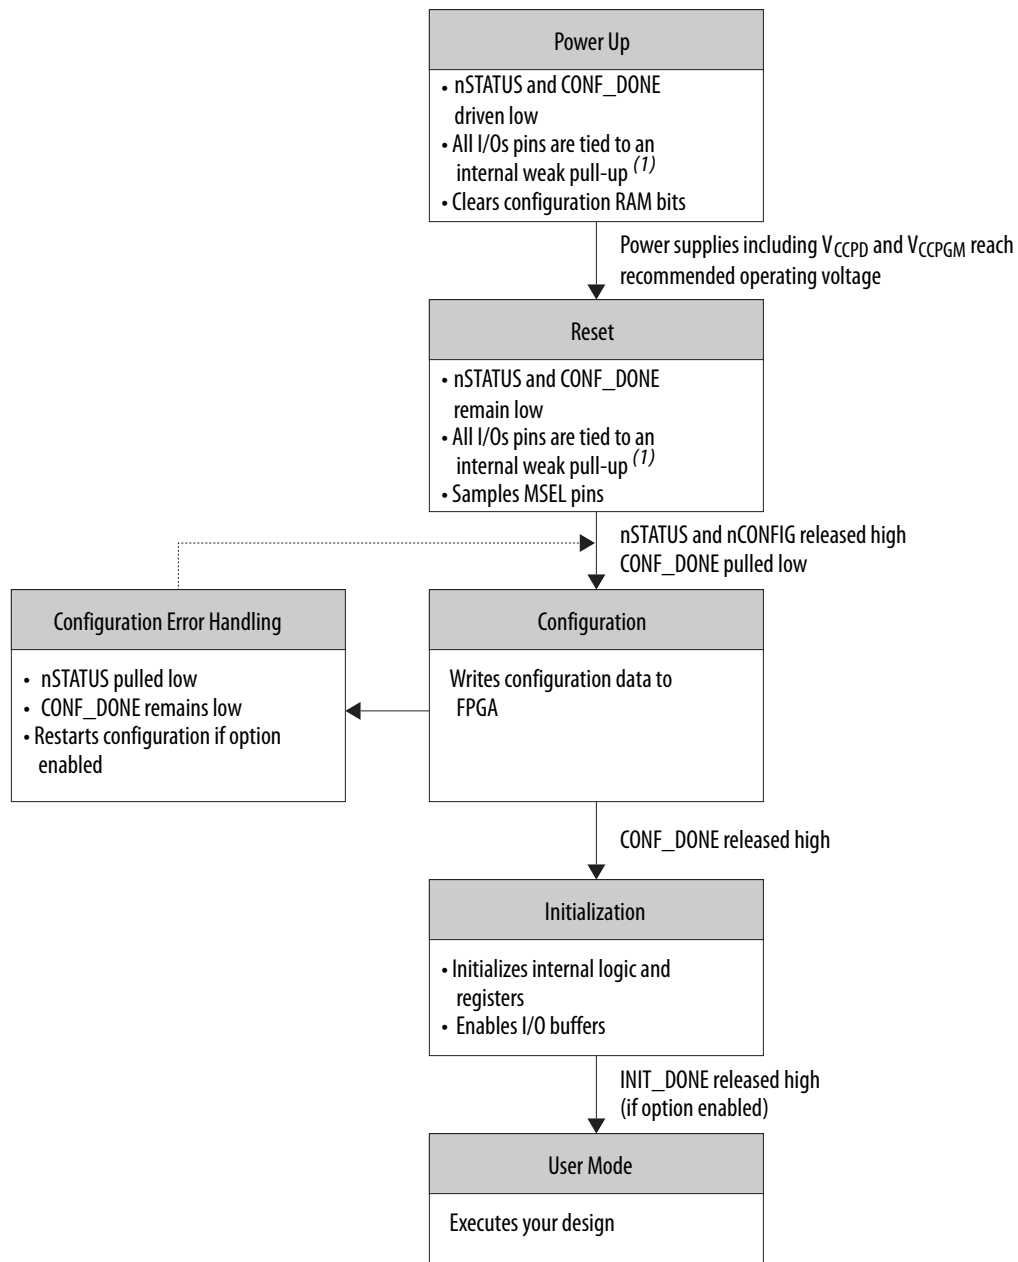 Power Up
• nSTATUS and CONF_DONE
driven low
• All I/Os pins are tied to an
internal weak pull-up (1)
• Clears configuration RAM bits
Power supplies including VCCPD and VCCPGM reach
recommended operating voltage
Reset
• nSTATUS and CONF_DONE
remain low
• All I/Os pins are tied to an
internal weak pull-up (1)
• Samples MSEL pins
nSTATUS and nCONFIG released high
CONF_DONE pulled low
Configuration Error Handling
• nSTATUS pulled low
• CONF_DONE remains low
• Restarts configuration if option
enabled
Configuration
Writes configuration data to
FPGA
CONF_DONE released high
Initialization
• Initializes internal logic and
registers
• Enables I/O buffers
INIT_DONE released high
(if option enabled)
User Mode
Executes your design